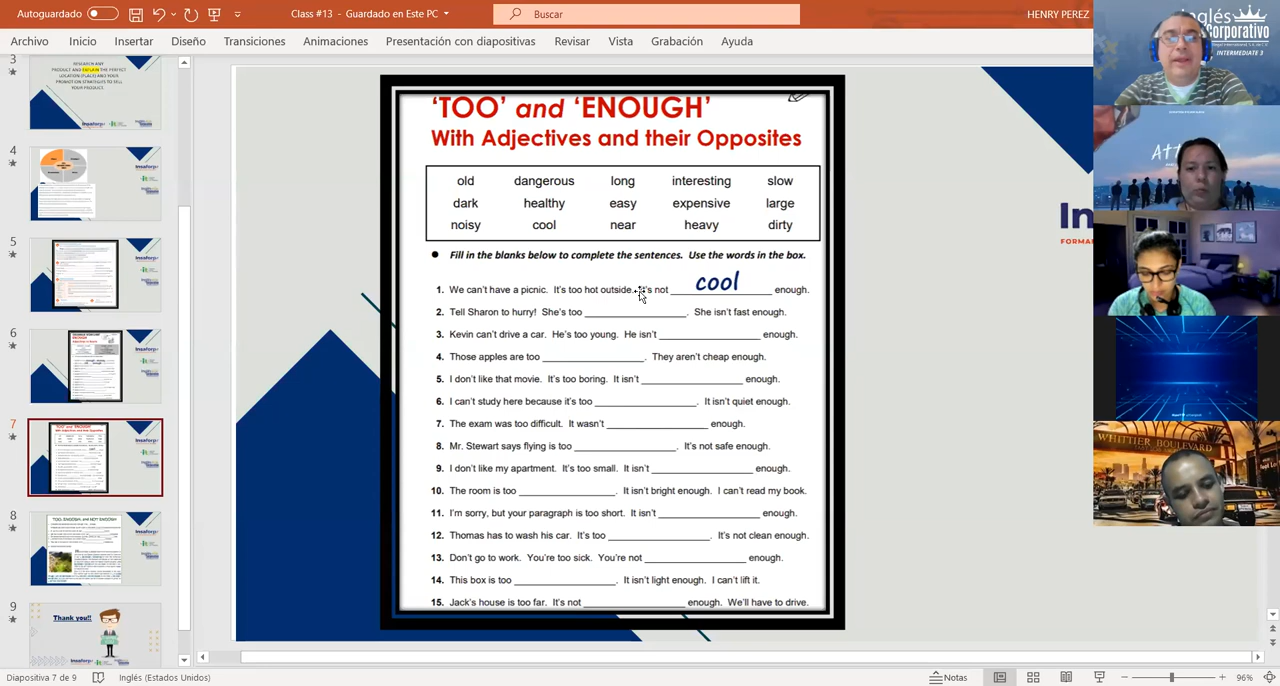 Autoguardado
Class #13 - Guardado en Este PC
Buscar
HENRY PEREZ
Archivo Inicio Insertar Diseño Transiciones Animaciones Presentación con diapositivas Revisar Vista Grabación Ayuda
inglés
Corporativo
INTERMEDIATE 3
3
4
5
6
7
8
9
Thank you!!
'TOO' and 'ENOUGH'
With Adjectives and their Opposites
old dangerous long interesting slow
dark healthy easy expensive large
noisy cool near heavy dirty
Fill in the blanks below to complete the sentences. Use the words in the box.
cool
1. We can't have a picnic. It's too hot outside. It's not ____ enough.
2. Tell Sharon to hurry! She's too ____. She isn't fast enough.
3. Kevin can't drive a car. He's too young. He isn't ____ enough.
4. Those apples are too ____. They aren't cheap enough.
5. I don't like that movie. It's too boring. It isn't ____ enough.
6. I can't study here because it's too ____. It isn't quiet enough.
7. The exam was too difficult. It wasn't ____ enough.
8. Mr. Stewart says flying is too ____. It's not safe enough.
9. I don't like my apartment. It's too small. It isn't ____ enough.
10. The room is too ____. It isn't bright enough. I can't read my book.
11. I'm sorry, but your paragraph is too short. It isn't ____ enough.
12. Thomas has to wash his car. It's too ____. It's not clean enough.
13. Don't go to work. You're too sick. You're not ____ enough.
14. This box is too ____. It isn't light enough. I can't lift it.
15. Jack's house is too far. It's not ____ enough. We'll have to drive.
WHITTIER BOULEVARD
Diapositiva 7 de 9
Inglés (Estados Unidos)
Notas
96%